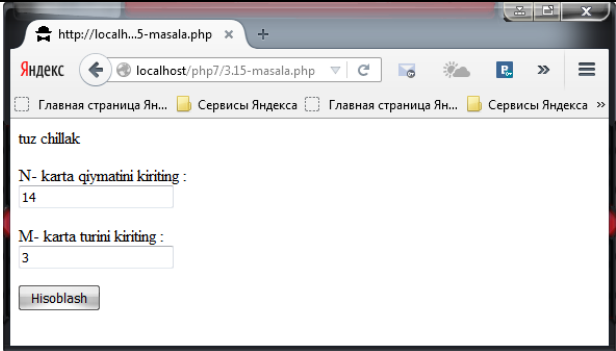 http://localh...5-masala.php
Яндекс localhost/php7/3.15-masala.php
Главная страница Ян... Сервисы Яндекса Главная страница Ян... Сервисы Яндекса »
tuz chillak
N- karta qiymatini kiriting :
14
M- karta turini kiriting :
3
Hisoblash